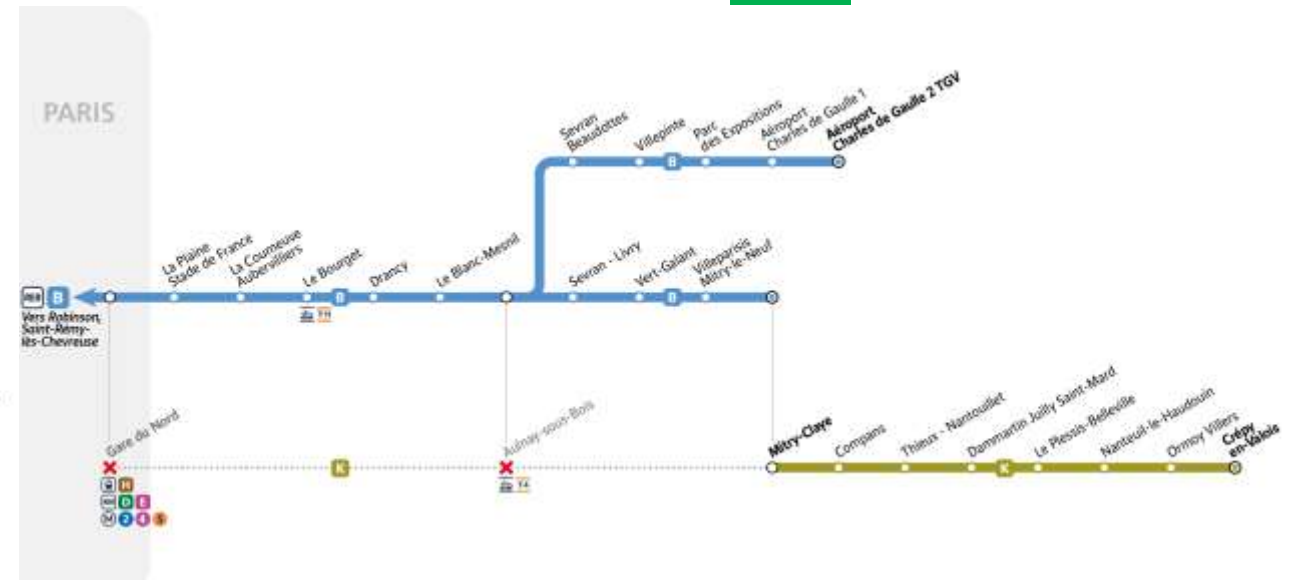 PARIS
Sevran
Beaudottes
Villepinte
Parc
des Expositions
Aéroport
Charles de Gaulle 1
Aéroport
Charles de Gaulle 2 TGV
B
La Plaine
Stade de France
La Courneuve
Aubervilliers
Le Bourget
Drancy
Le Blanc-Mesnil
Sevran - Livry
Vert-Galant
Villeparisis
Mitry-le-Neuf
RER B
B
B
T11
Vers Robinson,
Saint-Rémy-
lès-Chevreuse
Gare du Nord
Aulnay-sous-Bois
Mitry-Claye
Compans
Thieux - Nantouillet
Dammartin Juilly Saint-Mard
Le Plessis-Belleville
Nanteuil-le-Haudouin
Ormoy Villers
Crépy
en-Valois
K
K
H
T4
RER D E
M 2 4 5